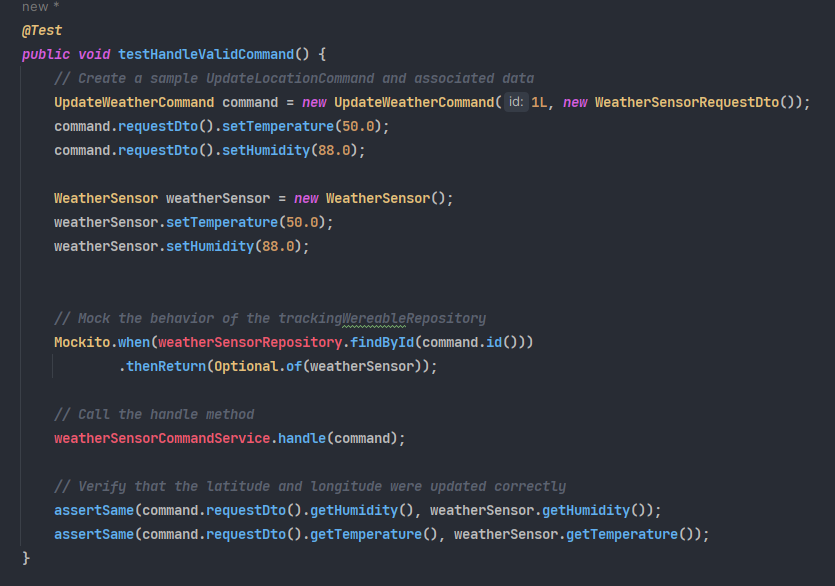 new *
@Test
public void testHandleValidCommand() {
// Create a sample UpdateLocationCommand and associated data
UpdateWeatherCommand command = new UpdateWeatherCommand( id: 1L, new WeatherSensorRequestDto());
command.requestDto().setTemperature(50.0);
command.requestDto().setHumidity(88.0);
WeatherSensor weatherSensor = new WeatherSensor();
weatherSensor.setTemperature(50.0);
weatherSensor.setHumidity(88.0);
// Mock the behavior of the trackingWereableRepository
Mockito.when(weatherSensorRepository.findById(command.id()))
.thenReturn(Optional.of(weatherSensor));
// Call the handle method
weatherSensorCommandService.handle(command);
// Verify that the latitude and longitude were updated correctly
assertSame(command.requestDto().getHumidity(), weatherSensor.getHumidity());
assertSame(command.requestDto().getTemperature(), weatherSensor.getTemperature());
}